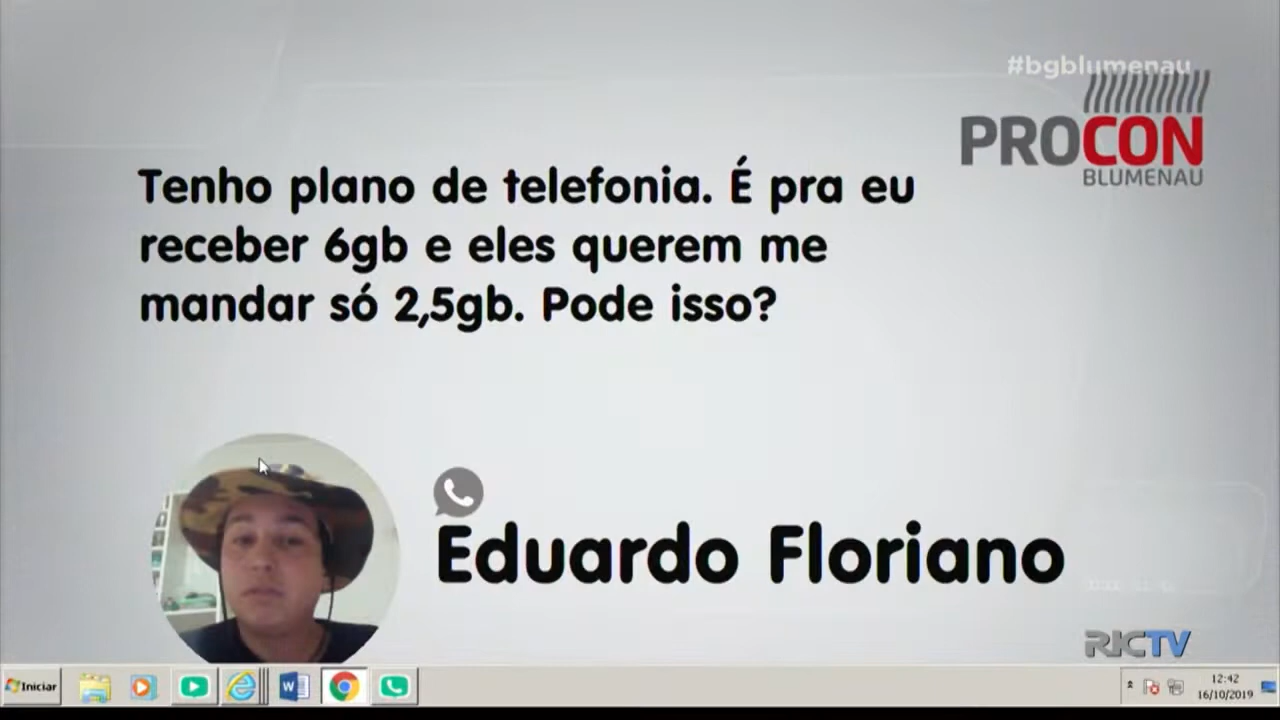 #bgblumenau
PROCON
BLUMENAU
Tenho plano de telefonia. É pra eu
receber 6gb e eles querem me
mandar só 2,5gb. Pode isso?
Eduardo Floriano
RICTV
Iniciar
12:42
16/10/2019